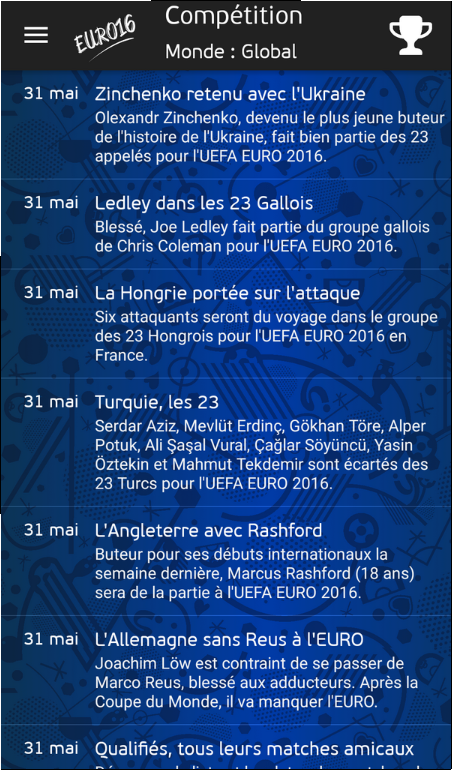 Compétition
EURO16
Monde : Global
31 mai Zinchenko retenu avec l'Ukraine
Olexandr Zinchenko, devenu le plus jeune buteur
de l'histoire de l'Ukraine, fait bien partie des 23
appelés pour l'UEFA EURO 2016.
31 mai Ledley dans les 23 Gallois
Blessé, Joe Ledley fait partie du groupe gallois
de Chris Coleman pour l'UEFA EURO 2016.
31 mai La Hongrie portée sur l'attaque
Six attaquants seront du voyage dans le groupe
des 23 Hongrois pour l'UEFA EURO 2016 en
France.
31 mai Turquie, les 23
Serdar Aziz, Mevlüt Erdinç, Gökhan Töre, Alper
Potuk, Ali Şaşal Vural, Çağlar Söyüncü, Yasin
Öztekin et Mahmut Tekdemir sont écartés des
23 Turcs pour l'UEFA EURO 2016.
31 mai L'Angleterre avec Rashford
Buteur pour ses débuts internationaux la
semaine dernière, Marcus Rashford (18 ans)
sera de la partie à l'UEFA EURO 2016.
31 mai L'Allemagne sans Reus à l'EURO
Joachim Löw est contraint de se passer de
Marco Reus, blessé aux adducteurs. Après la
Coupe du Monde, il va manquer l'EURO.
31 mai Qualifiés, tous leurs matches amicaux